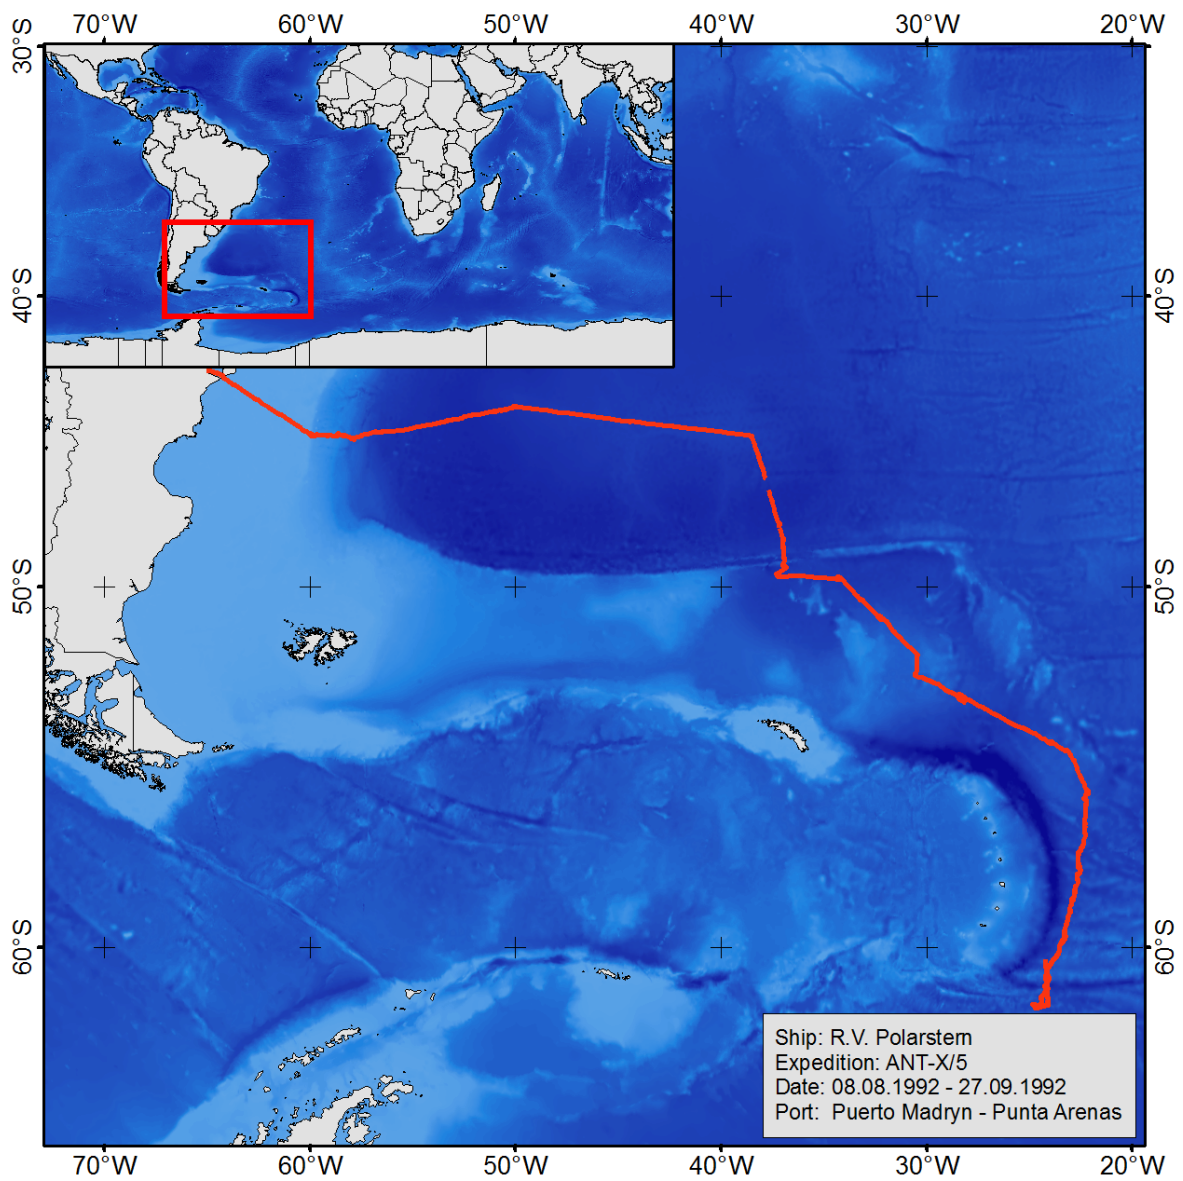 70°W 60°W 50°W 40°W 30°W 20°W
30°S
40°S 40°S
50°S 50°S
60°S 60°S
Ship: R.V. Polarstern
Expedition: ANT-X/5
Date: 08.08.1992 - 27.09.1992
Port: Puerto Madryn - Punta Arenas
70°W 60°W 50°W 40°W 30°W 20°W